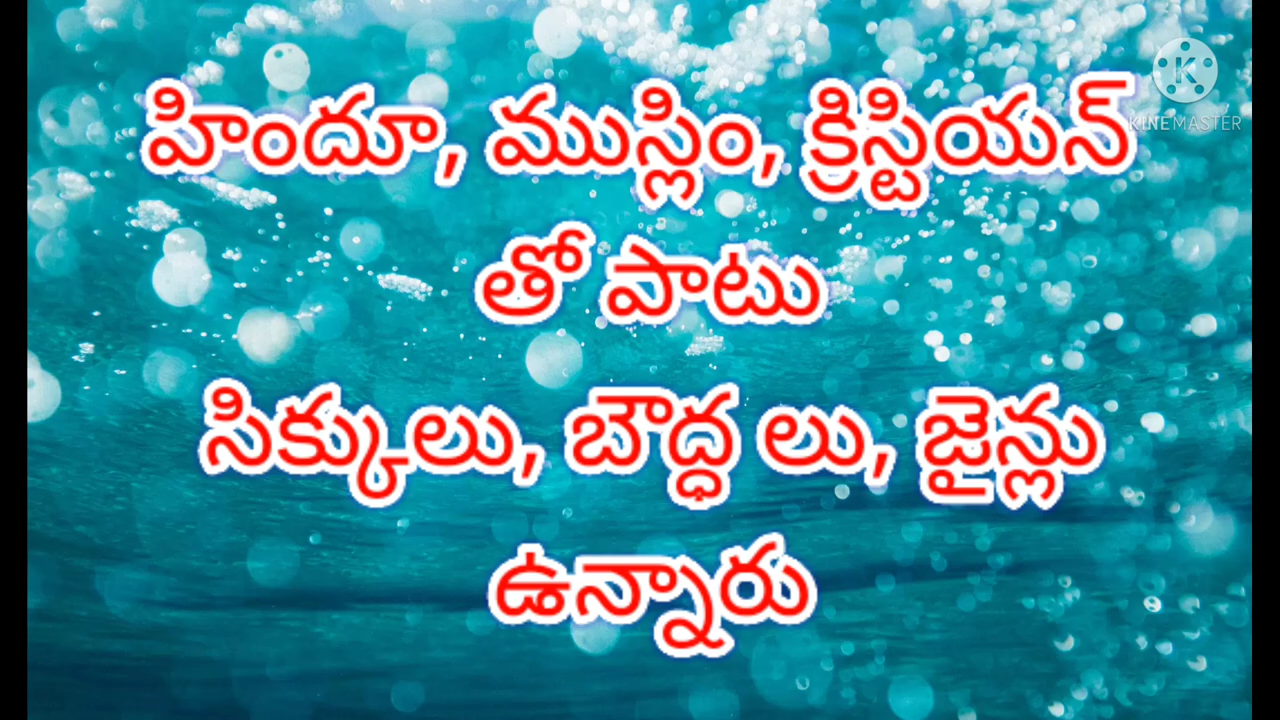 హిందూ, ముస్లిం, క్రిస్టియన్
తో పాటు
సిక్కులు, బౌద్ధ లు, జైన్లు
ఉన్నారు
KINEMASTER